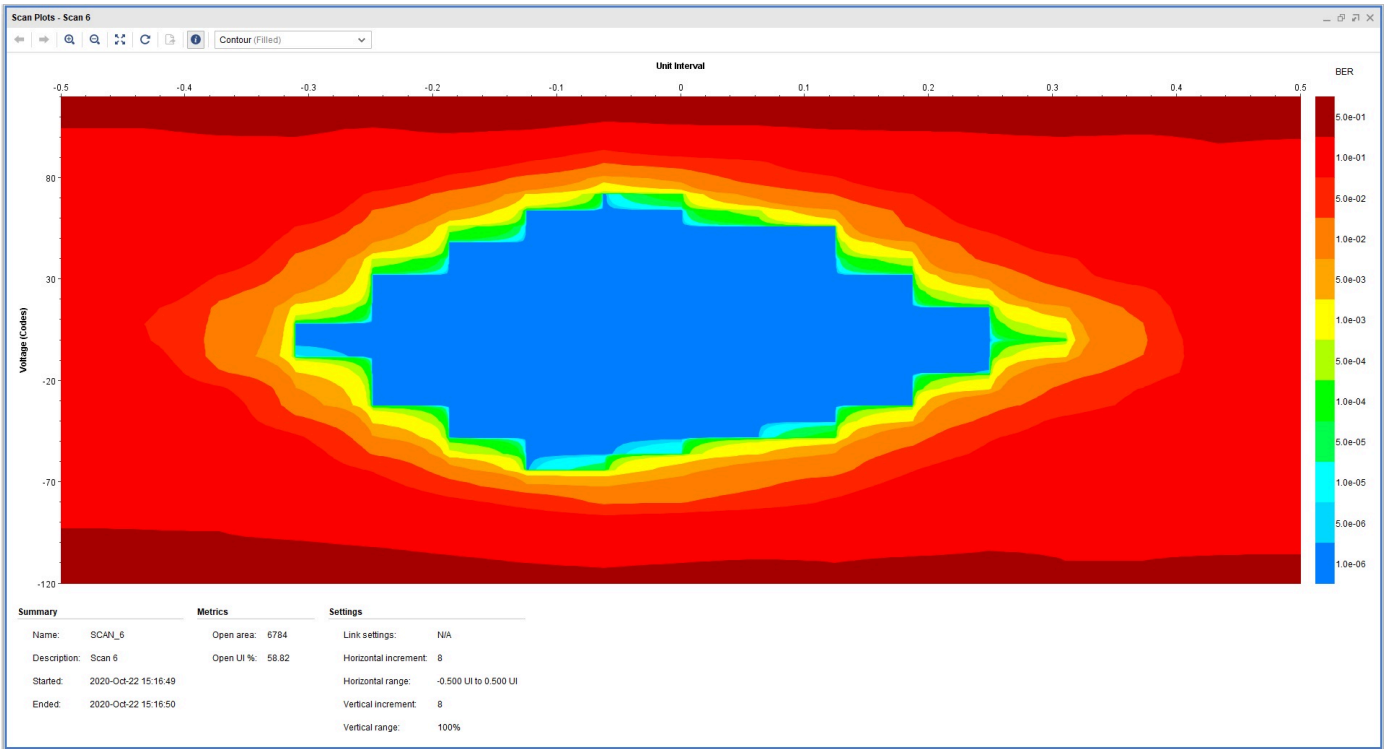 Scan Plots - Scan 6
Contour (Filled)
Unit Interval
BER
-0.5 -0.4 -0.3 -0.2 -0.1 0 0.1 0.2 0.3 0.4 0.5
5.0e-01
1.0e-01
80
5.0e-02
1.0e-02
30
5.0e-03
1.0e-03
Voltage (Codes)
5.0e-04
-20
1.0e-04
5.0e-05
-70
1.0e-05
5.0e-06
1.0e-06
-120
Summary Metrics Settings
Name: SCAN_6 Open area: 6784 Link settings: N/A
Description: Scan 6 Open UI %: 58.82 Horizontal increment: 8
Started: 2020-Oct-22 15:16:49 Horizontal range: -0.500 UI to 0.500 UI
Ended: 2020-Oct-22 15:16:50 Vertical increment: 8
Vertical range: 100%